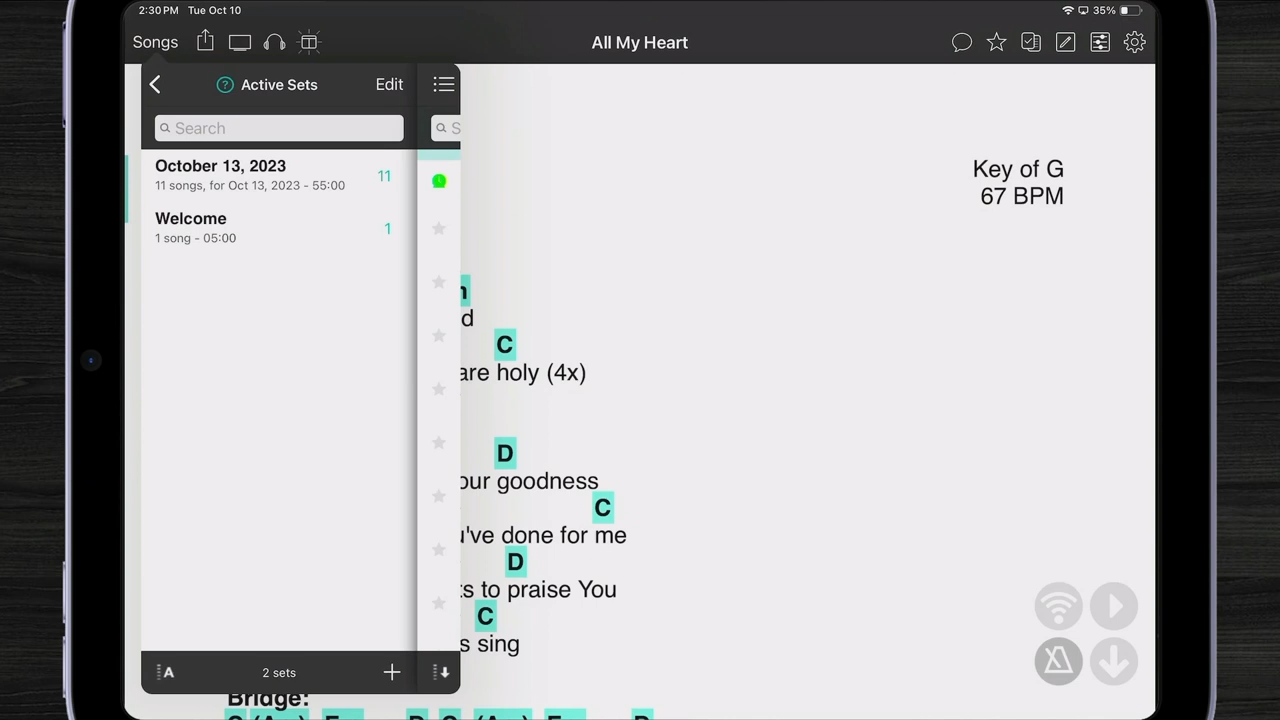 2:30 PM Tue Oct 10
35%
Songs
All My Heart
Active Sets
Edit
Search
S
October 13, 2023
11 songs, for Oct 13, 2023 - 55:00
11
Welcome
1 song - 05:00
1
Key of G
67 BPM
d
C
are holy (4x)
D
our goodness
C
u've done for me
D
ts to praise You
C
s sing
A
2 sets
Bridge: